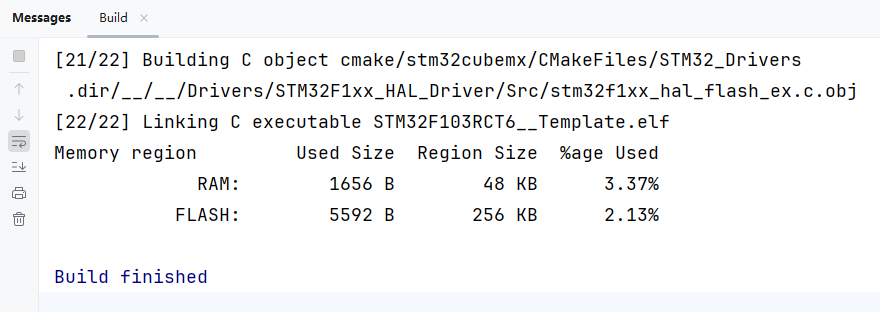 Messages Build ×
[21/22] Building C object cmake/stm32cubemx/CMakeFiles/STM32_Drivers
.dir/__/__/Drivers/STM32F1xx_HAL_Driver/Src/stm32f1xx_hal_flash_ex.c.obj
[22/22] Linking C executable STM32F103RCT6__Template.elf
Memory region Used Size Region Size %age Used
RAM: 1656 B 48 KB 3.37%
FLASH: 5592 B 256 KB 2.13%
Build finished